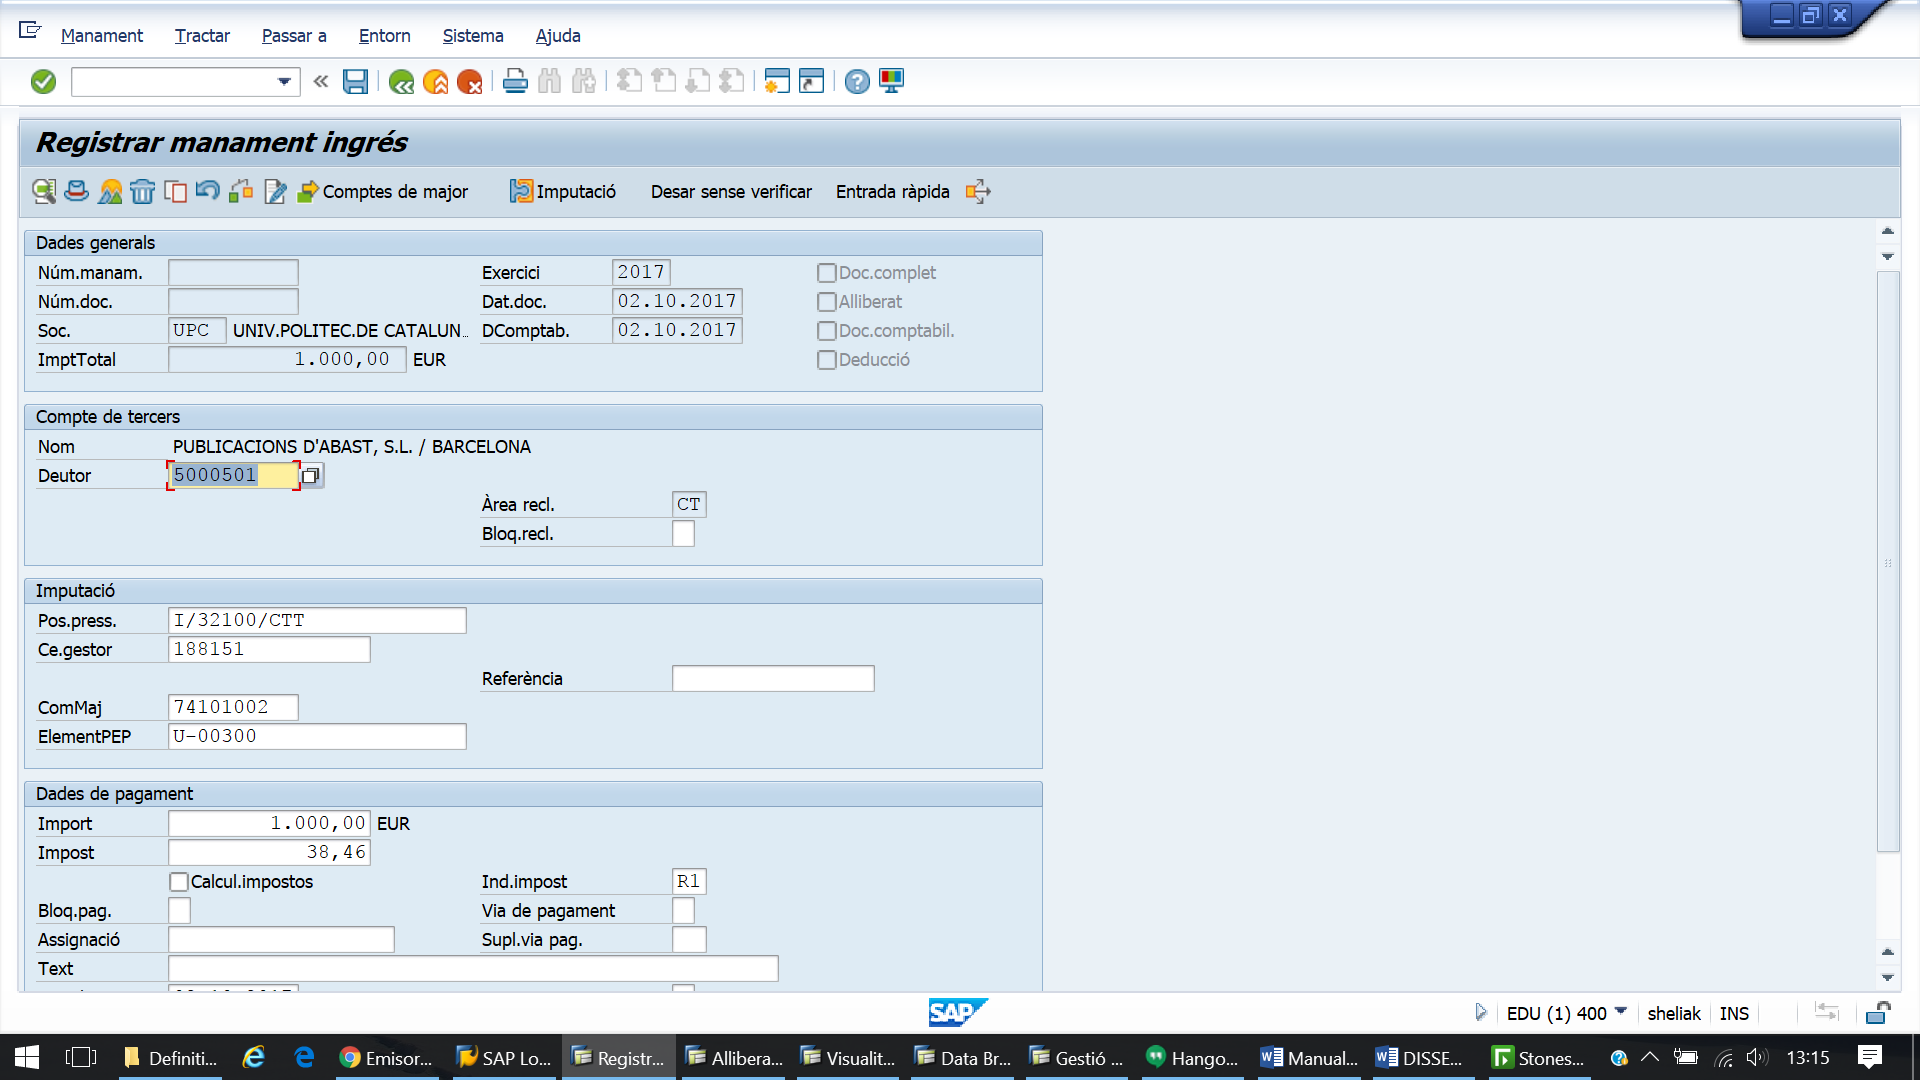 Manament Tractar Passar a Entorn Sistema Ajuda
Registrar manament ingrés
Comptes de major Imputació Desar sense verificar Entrada ràpida
Dades generals
Núm.manam. Exercici 2017 Doc.complet
Núm.doc. Dat.doc. 02.10.2017 Alliberat
Soc. UPC UNIV.POLITEC.DE CATALUN... DComptab. 02.10.2017 Doc.comptabil.
ImptTotal 1.000,00 EUR Deducció
Compte de tercers
Nom PUBLICACIONS D'ABAST, S.L. / BARCELONA
Deutor 5000501
Àrea recl. CT
Bloq.recl.
Imputació
Pos.press. I/32100/CTT
Ce.gestor 188151
Referència
ComMaj 74101002
ElementPEP U-00300
Dades de pagament
Import 1.000,00 EUR
Impost 38,46
Calcul.impostos Ind.impost R1
Bloq.pag. Via de pagament
Assignació Supl.via pag.
Text
SAP EDU (1) 400 sheliak INS
Definiti... Emisor... SAP Lo... Registr... Allibera... Visualit... Data Br... Gestió ... Hango... Manual... DISSE... Stones... 13:15